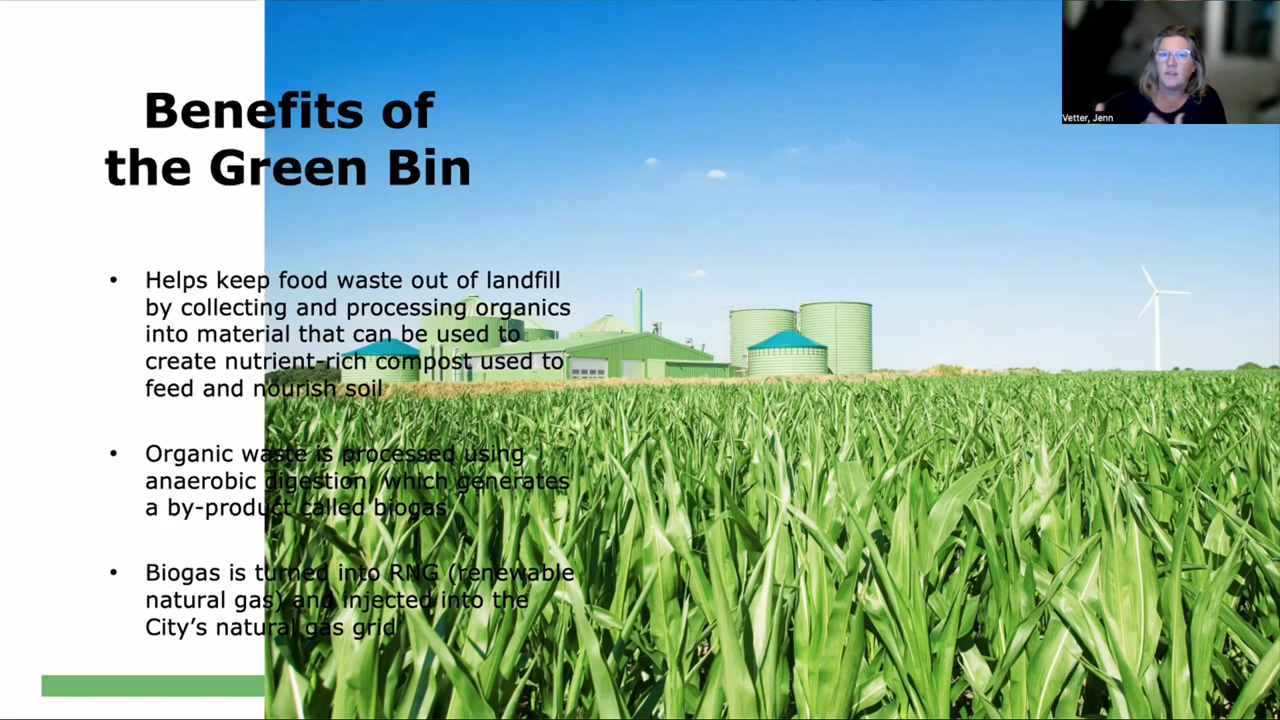 Benefits of
the Green Bin
Vetter, Jenn
• Helps keep food waste out of landfill
by collecting and processing organics
into material that can be used to
create nutrient-rich compost used to
feed and nourish soil
• Organic waste is processed using
anaerobic digestion, which generates
a by-product called biogas
• Biogas is turned into RNG (renewable
natural gas) and injected into the
City’s natural gas grid